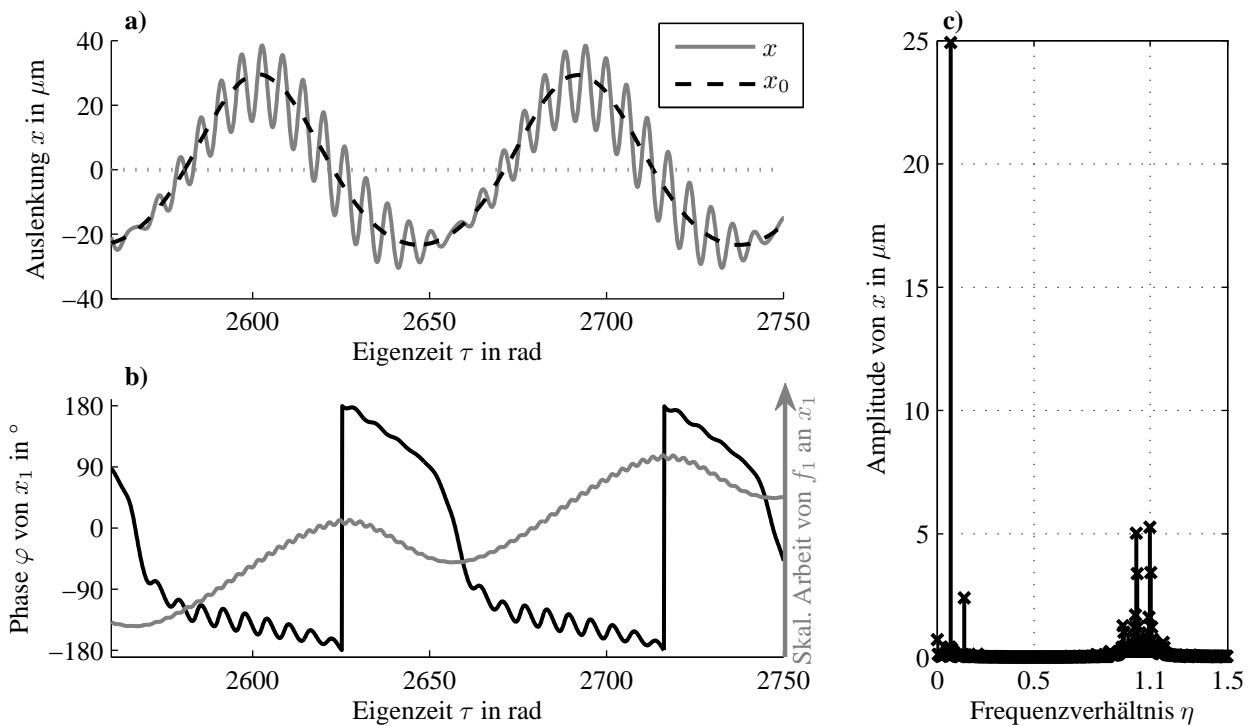 a)
Auslenkung x in μm
40
20
0
−20
−40
x
x₀
2600
2650
2700
2750
Eigenzeit τ in rad
b)
Phase φ von x₁ in °
180
90
0
−90
−180
2600
2650
2700
2750
Eigenzeit τ in rad
Skal. Arbeit von f₁ an x₁
c)
Amplitude von x in μm
25
20
15
10
5
0
0
0.5
1.1
1.5
Frequenzverhältnis η